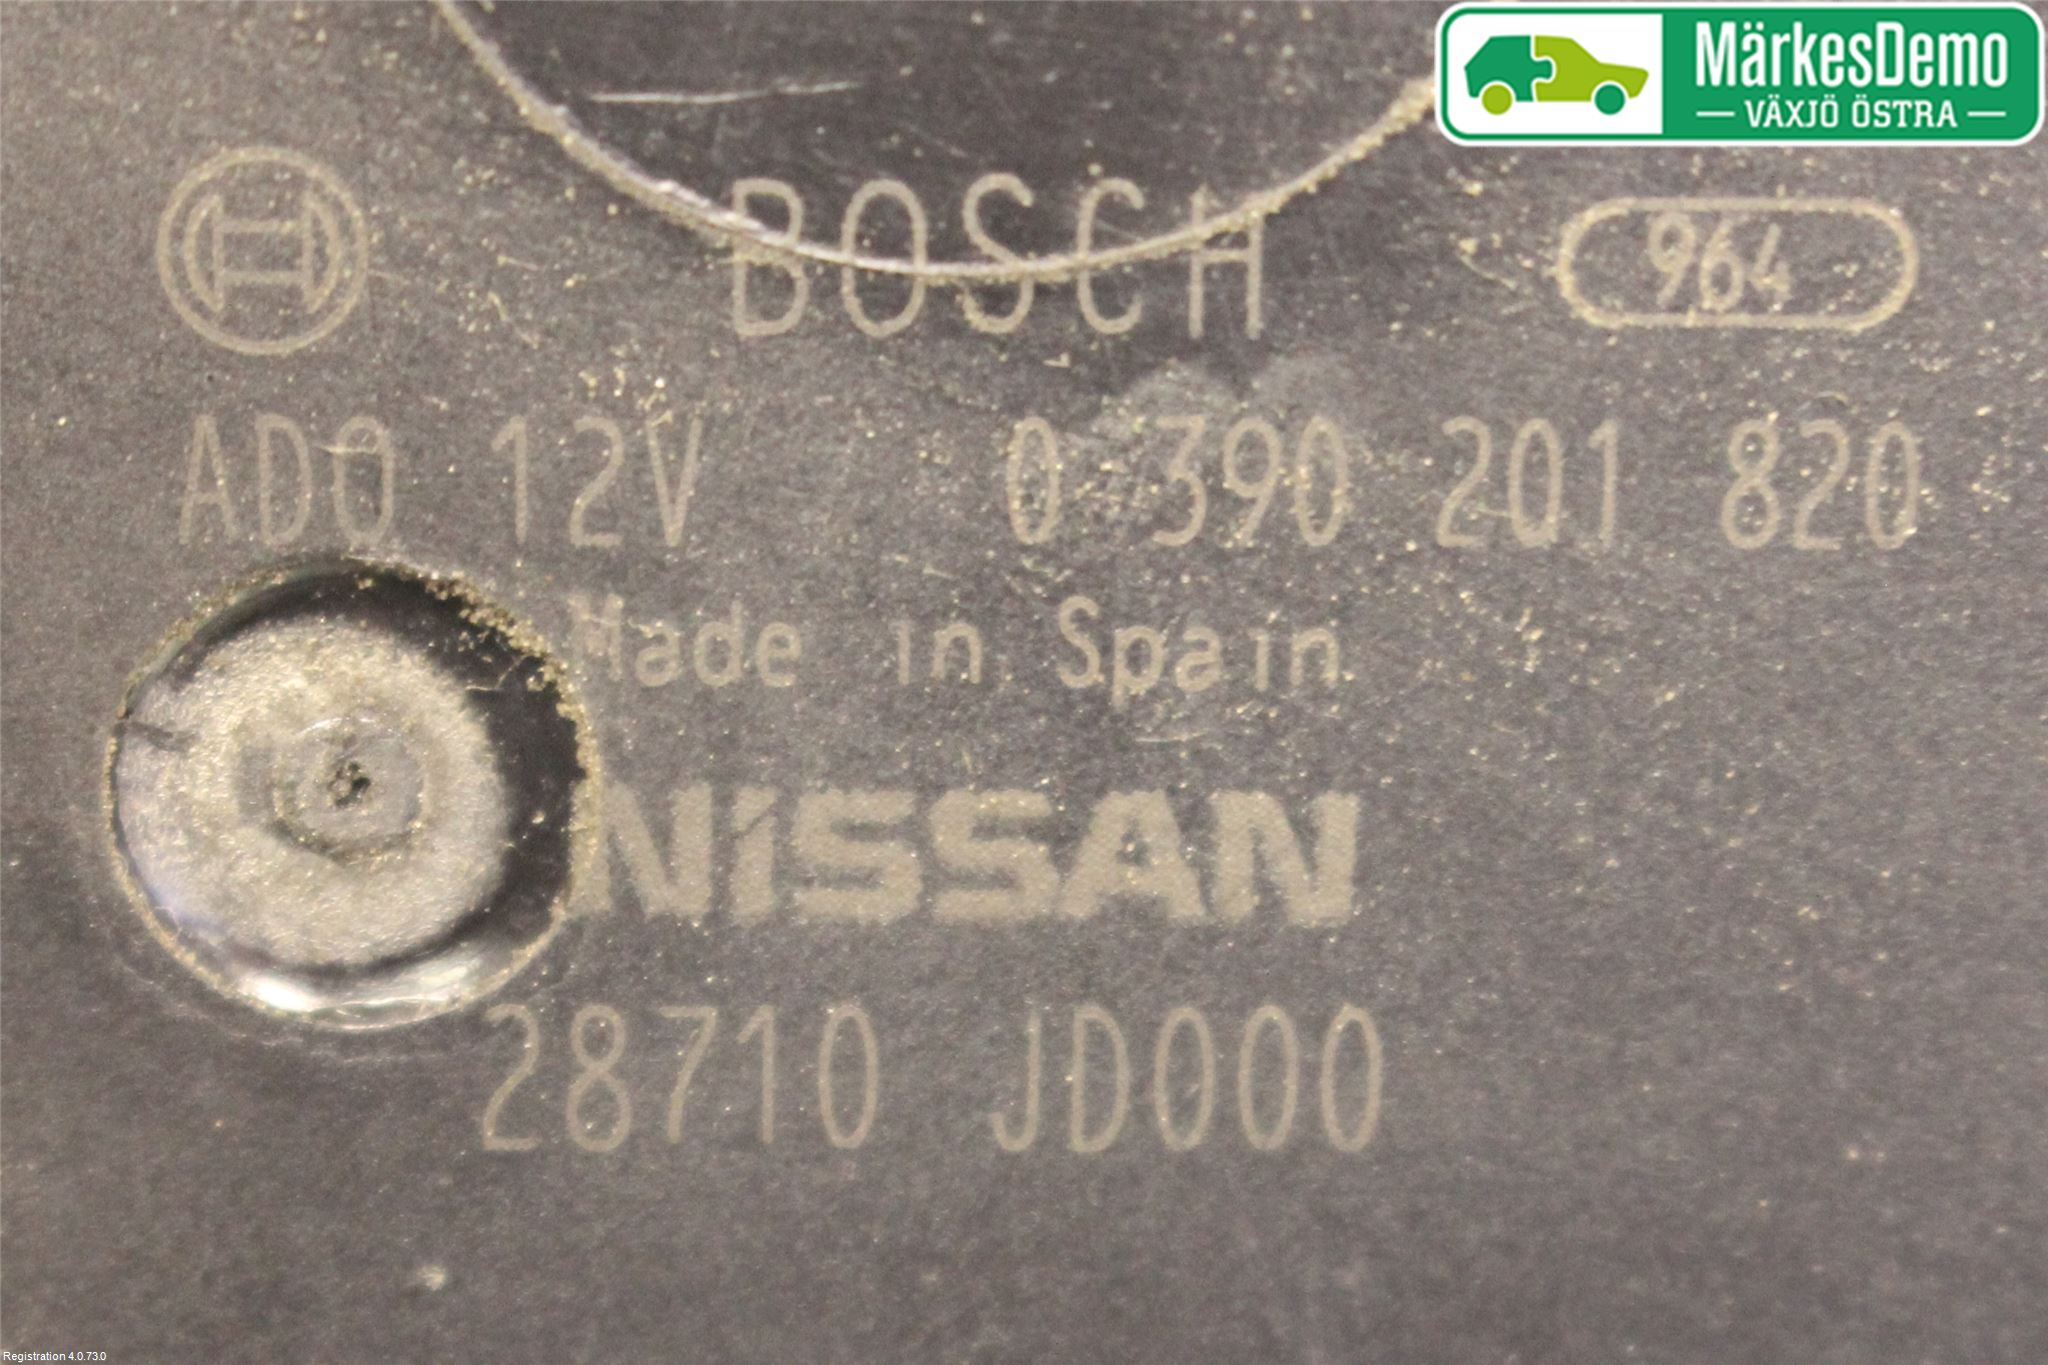 MärkesDemo
— VÄXJÖ ÖSTRA —
BOSCH
964
ADO 12V 0 390 201 820
Made in Spain
NISSAN
28710 JD000
Registration 4.0.73.0